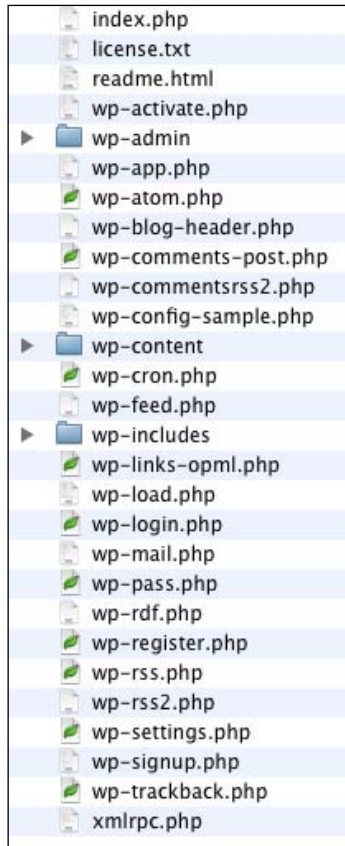 index.php
license.txt
readme.html
wp-activate.php
wp-admin
wp-app.php
wp-atom.php
wp-blog-header.php
wp-comments-post.php
wp-commentsrss2.php
wp-config-sample.php
wp-content
wp-cron.php
wp-feed.php
wp-includes
wp-links-opml.php
wp-load.php
wp-login.php
wp-mail.php
wp-pass.php
wp-rdf.php
wp-register.php
wp-rss.php
wp-rss2.php
wp-settings.php
wp-signup.php
wp-trackback.php
xmlrpc.php